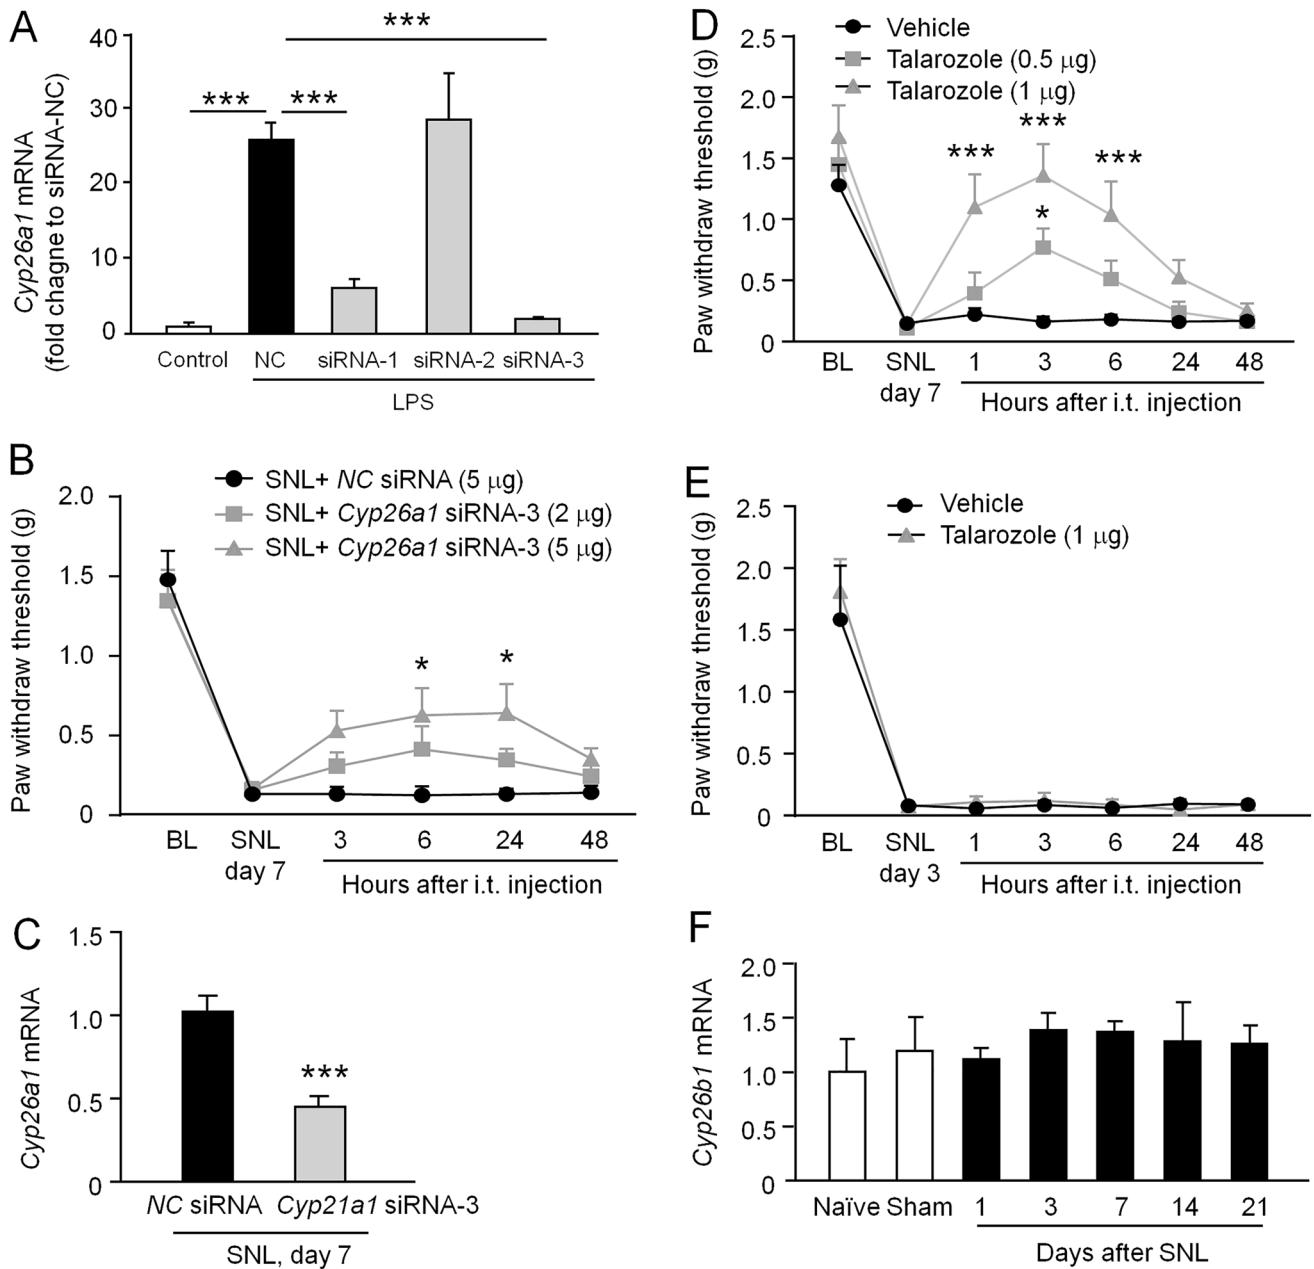 A
Cyp26a1 mRNA
(fold chagne to siRNA-NC)
40
30
20
10
0
***
***
***
Control
NC
siRNA-1
siRNA-2
siRNA-3
LPS
B
Paw withdraw threshold (g)
SNL+ NC siRNA (5 μg)
SNL+ Cyp26a1 siRNA-3 (2 μg)
SNL+ Cyp26a1 siRNA-3 (5 μg)
2.0
1.5
1.0
0.5
0
*
*
BL
SNL
day 7
3
6
24
48
Hours after i.t. injection
C
Cyp26a1 mRNA
1.5
1.0
0.5
0
***
NC siRNA
Cyp21a1 siRNA-3
SNL, day 7
D
Paw withdraw threshold (g)
Vehicle
Talarozole (0.5 μg)
Talarozole (1 μg)
2.5
2.0
1.5
1.0
0.5
0
***
***
***
*
BL
SNL
day 7
1
3
6
24
48
Hours after i.t. injection
E
Paw withdraw threshold (g)
Vehicle
Talarozole (1 μg)
2.5
2.0
1.5
1.0
0.5
0
BL
SNL
day 3
1
3
6
24
48
Hours after i.t. injection
F
Cyp26b1 mRNA
2.0
1.5
1.0
0.5
0
Naïve
Sham
1
3
7
14
21
Days after SNL